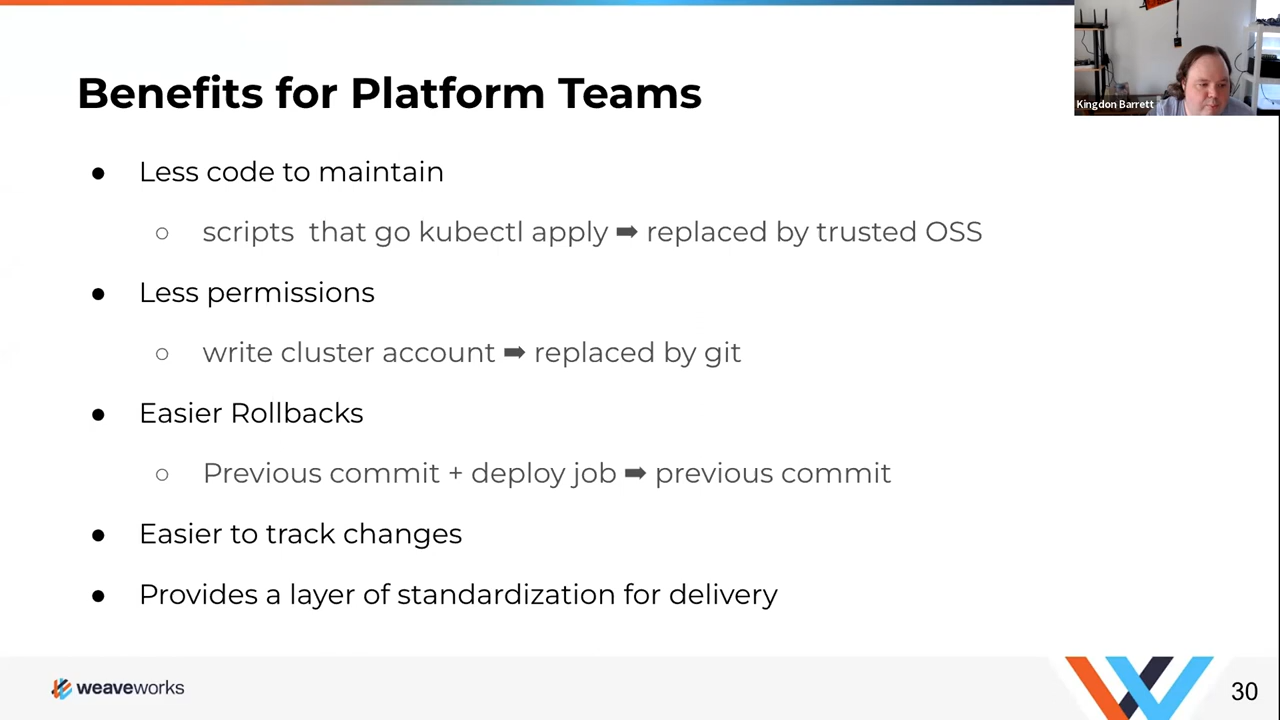 Benefits for Platform Teams
Kingdon Barrett
● Less code to maintain
○ scripts that go kubectl apply ➡ replaced by trusted OSS
● Less permissions
○ write cluster account ➡ replaced by git
● Easier Rollbacks
○ Previous commit + deploy job ➡ previous commit
● Easier to track changes
● Provides a layer of standardization for delivery
weaveworks
30